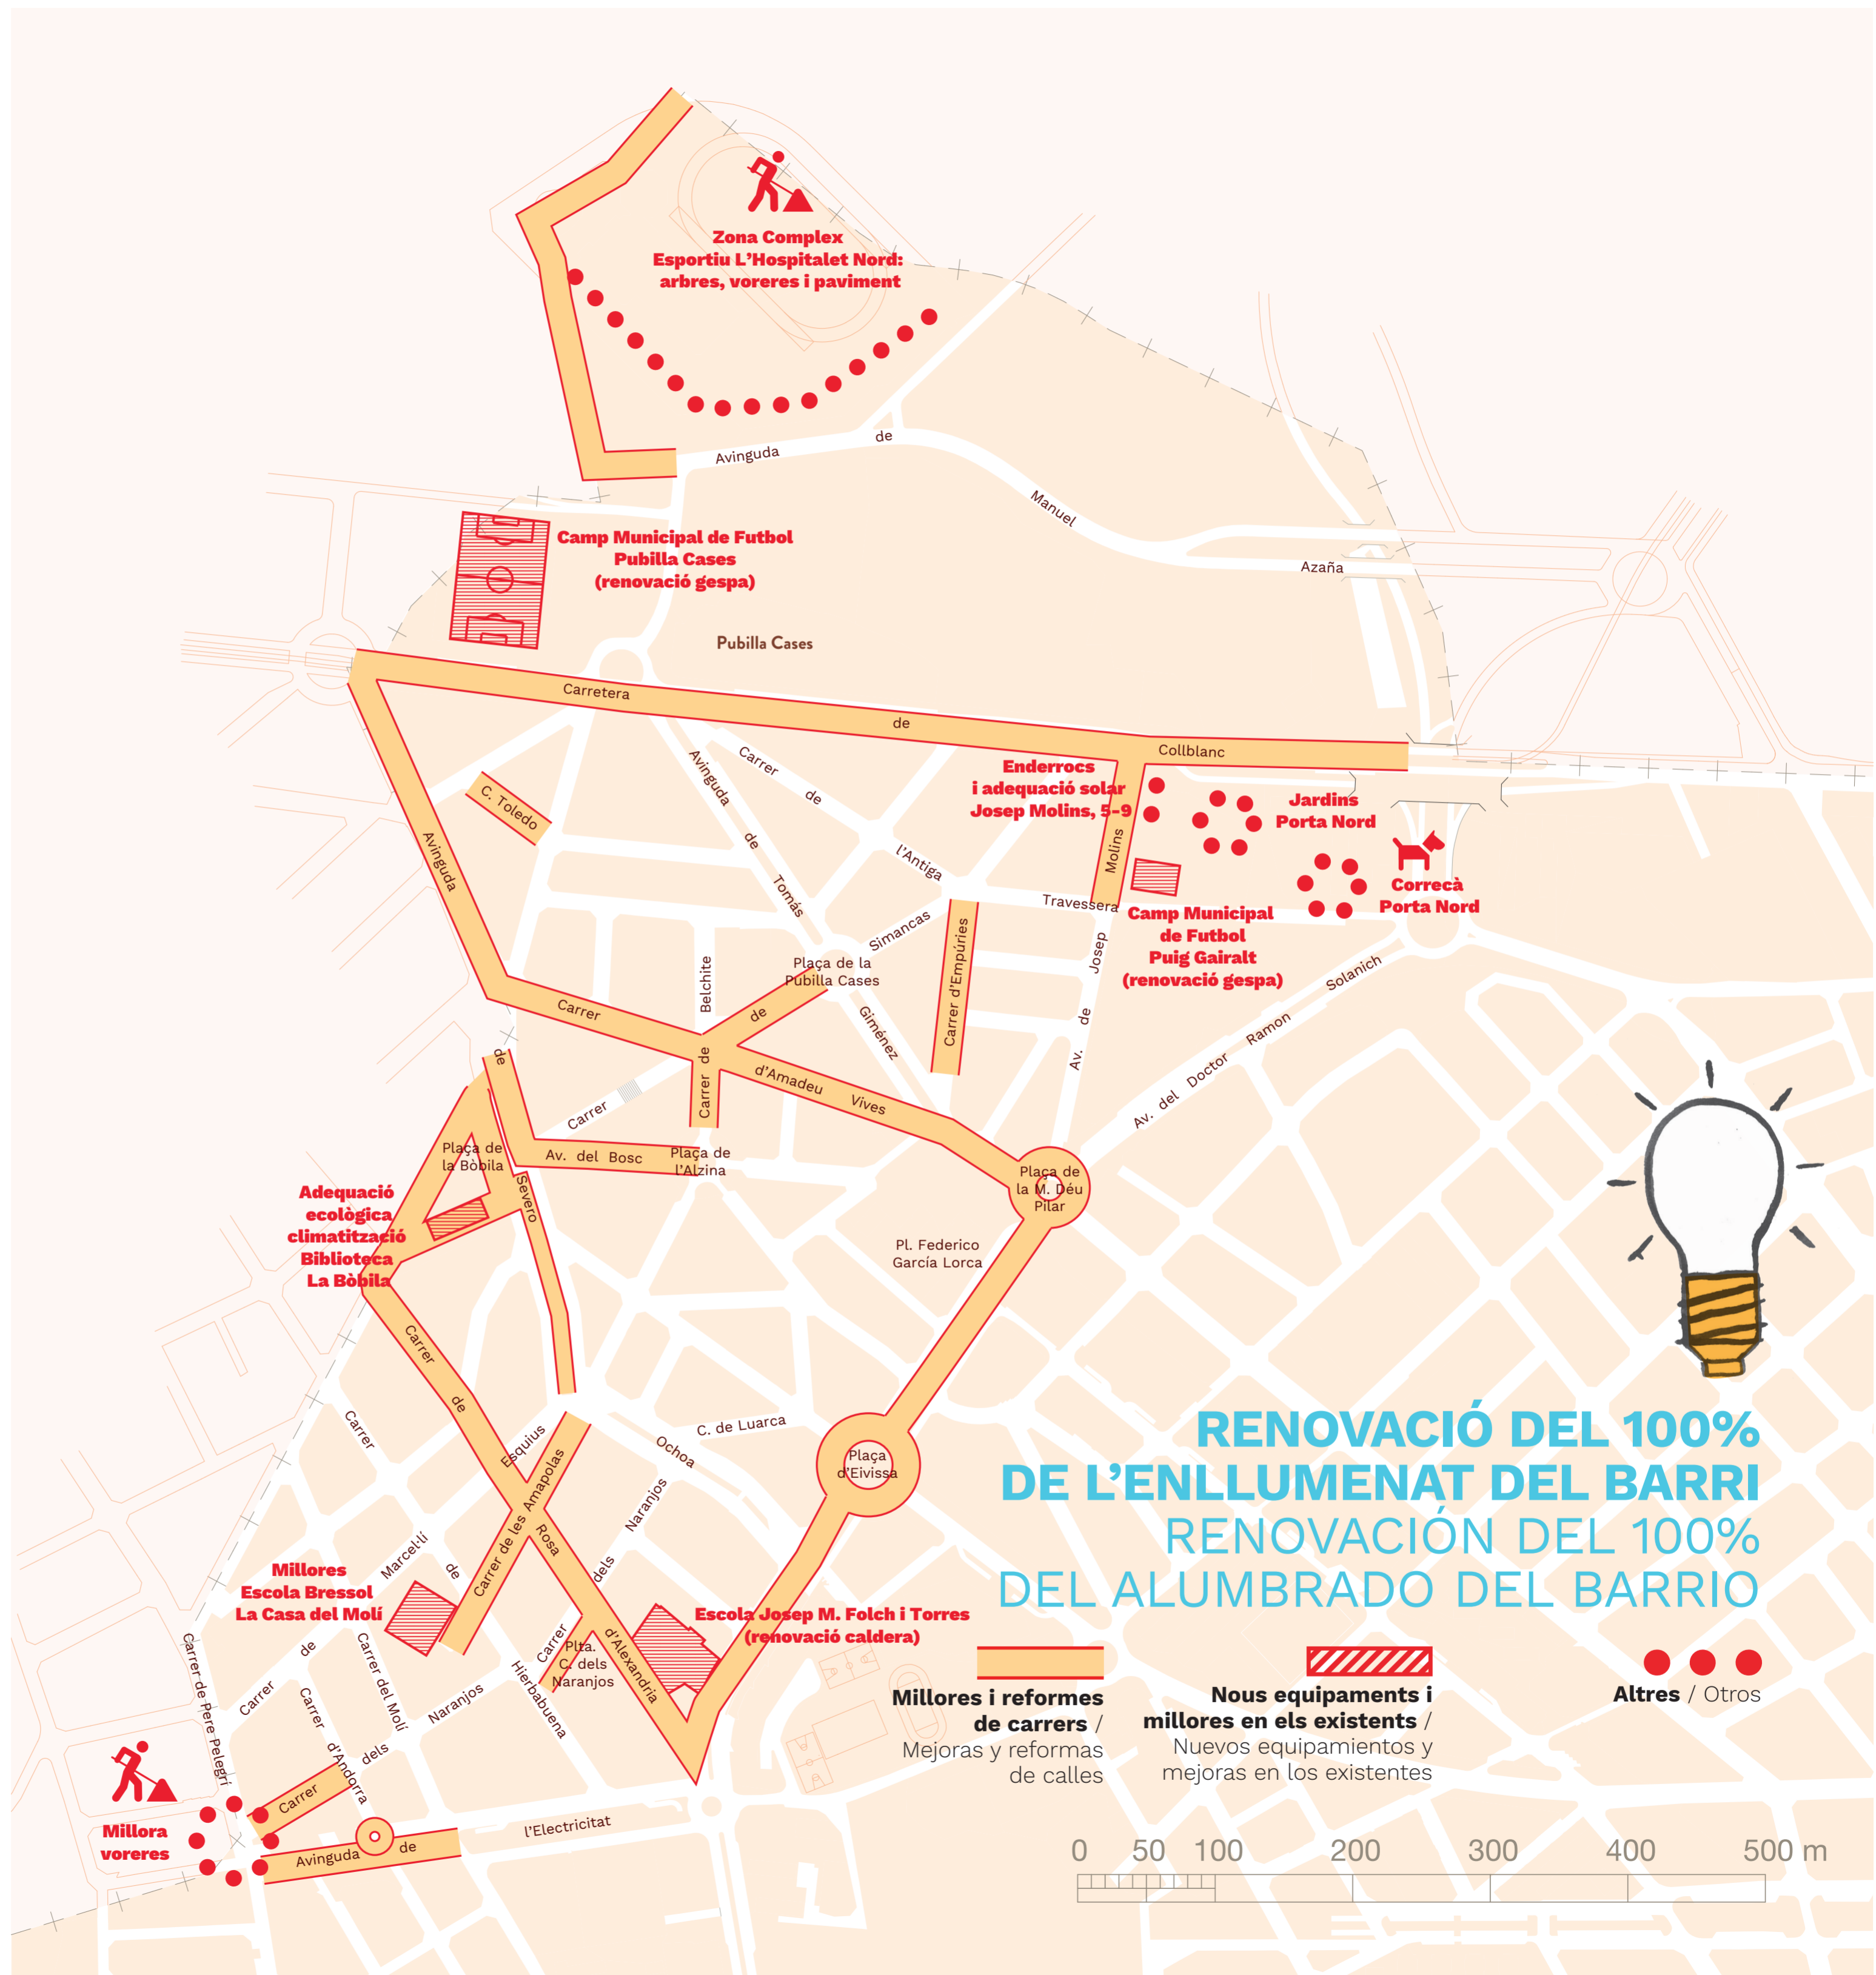 Zona Complex
Esportiu L'Hospitalet Nord:
arbres, voreres i paviment
Avinguda de Manuel Azaña
Camp Municipal de Futbol
Pubilla Cases
(renovació gespa)
Pubilla Cases
Carretera de Collblanc
Enderrocs
i adequació solar
Josep Molins, 5-9
Jardins
Porta Nord
Correcà
Porta Nord
C. Toledo
Carrer de l'Antiga Travessera
Avinguda de Tomás Giménez
Camp Municipal
de Futbol
Puig Gairalt
(renovació gespa)
Av. de Josep Molins
Carrer d'Empúries
Carrer de Simancas
Plaça de la
Pubilla Cases
Carrer de Belchite
Avinguda de Severo Ochoa
Carrer d'Amadeu Vives
Av. del Doctor Ramon Solanich
Av. del Bosc
Plaça de
l'Alzina
Plaça de
la Bòbila
Plaça de
la M. Déu
Pilar
Adequació
ecològica
climatització
Biblioteca
La Bòbila
Pl. Federico
García Lorca
Carrer de Rosa d'Alexandria
Carrer de les Amapolas
C. de Luarca
Plaça
d'Eivissa
Carrer de Marcel·lí Esquius
Carrer de Hierbabuena
Carrer dels Naranjos
Millores
Escola Bressol
La Casa del Molí
Escola Josep M. Folch i Torres
(renovació caldera)
Plta.
C. dels
Naranjos
Carrer de Pere Pelegrí
Carrer del Molí
Carrer d'Andorra
Carrer dels Naranjos
Millora
voreres
Avinguda de l'Electricitat
RENOVACIÓ DEL 100%
DE L'ENLLUMENAT DEL BARRI
RENOVACIÓN DEL 100%
DEL ALUMBRADO DEL BARRIO
Millores i reformes
de carrers /
Mejoras y reformas
de calles
Nous equipaments i
millores en els existents /
Nuevos equipamientos y
mejoras en los existentes
Altres / Otros
0 50 100 200 300 400 500 m